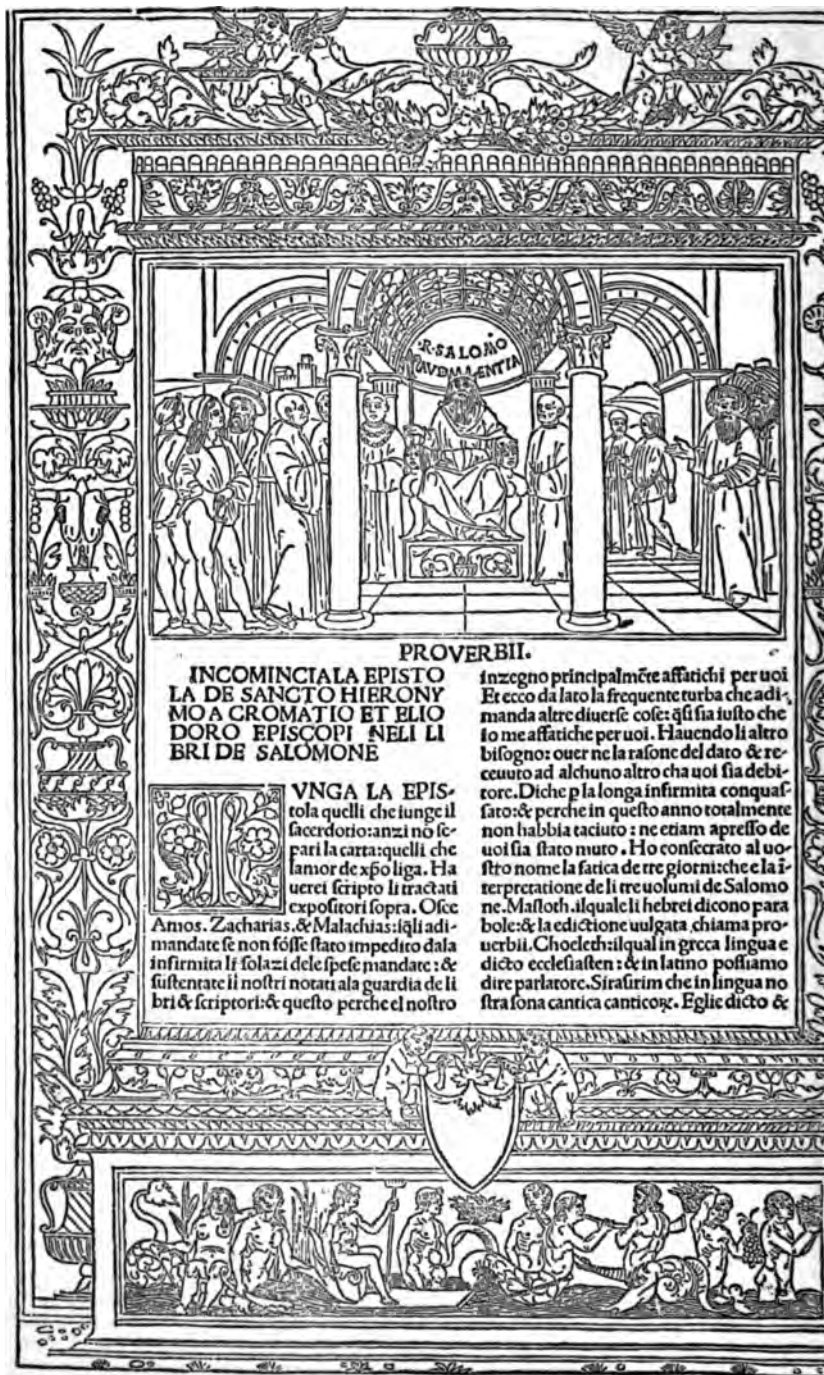 ·R·SALOMO
PROVERBII.
INCOMINCIALA EPISTO
LA DE SANCTO HIERONY
MO A CROMATIO ET ELIO
DORO EPISCOPI NELI LI
BRI DE SALOMONE
I
VNGA LA EPIS-
tola quelli che iunge il
ſacerdotio:anzi nõ ſe-
pari la carta:quelli che
lamor de xp̃o liga. Ha
uerei ſcripto li tractati
expoſitori ſopra. Oſee
Amos. Zacharias. & Malachias: iq̃li adi-
mandate ſe non fóſſe ſtato impedito dala
infirmita li ſolazi dele ſpeſe mandate: &
ſuſtentate ii noſtri notati ala guardia de li
bri & ſcriptori: & queſto perche el noſtro
inzegno principalmẽte affatichi per uoi
Et ecco da lato la frequente turba che adi-
manda altre diuerſe coſe: q̃ſi ſia iuſto che
io me affatiche per uoi. Hauendo li altro
biſogno: ouer ne la raſone del dato & re-
ceuuto ad alchuno altro cha uoi ſia debi-
tore. Diche p la longa infirmita conquaſ-
ſato: & perche in queſto anno totalmente
non habbia taciuto: ne etiam apreſſo de
uoi ſia ſtato muto. Ho conſecrato al uo-
ſtro nome la fatica de tre giorni: che e la ĩ-
terpretatione de li tre uolumi de Salomo
ne. Maſloth. ilquale li hebrei dicono para
bole: & la edictione uulgata chiama pro-
uerbii. Choeleth: ilqual in greca lingua e
dicto eccleſiaſten: & in latino poſſiamo
dire parlatore. Siraſirim che in lingua no
ſtra ſona cantica canticoꝝ. Eglie dicto &